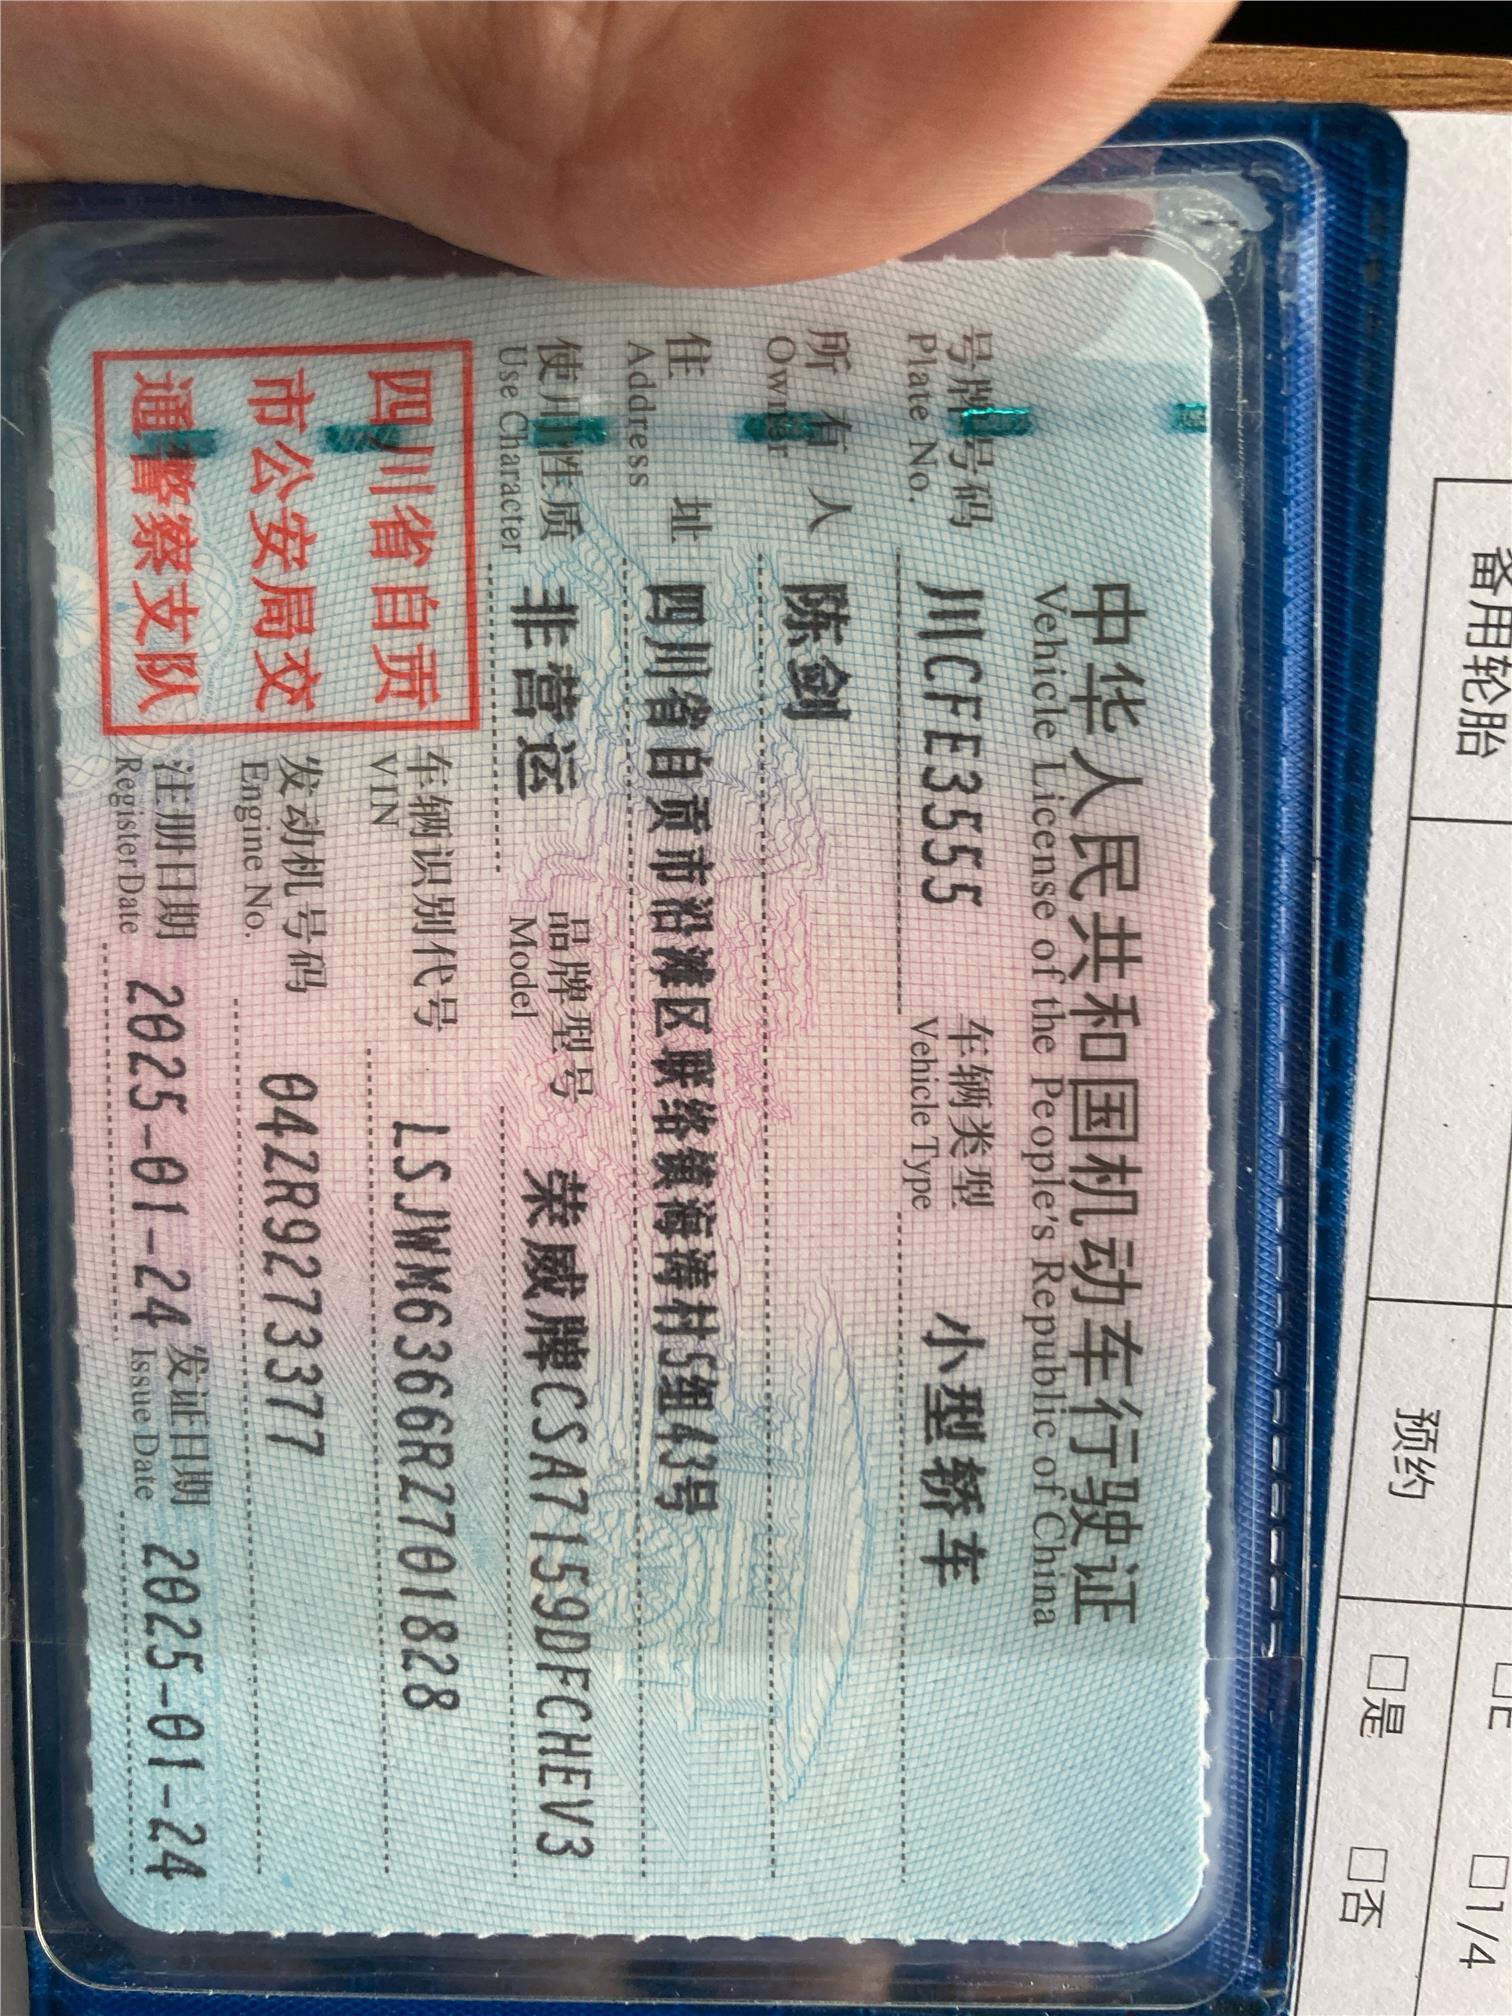 中华人民共和国机动车行驶证
Vehicle License of the People's Republic of China
号牌号码 川CFE3555 车辆类型 小型轿车
Plate No. Vehicle Type
所有人 陈剑
Owner
住址 四川省自贡市沿滩区联络镇海涛村5组43号
Address
使用性质 非营运 品牌型号 荣威牌CSA7159DFCHEV3
Use Character Model
四川省自贡
市公安局交
通警察支队
车辆识别代号 LSJWM6366RZ701828
VIN
发动机号码 04ZR9273377
Engine No.
注册日期 2025-01-24 发证日期 2025-01-24
Register Date Issue Date
备用轮胎
预约
□是 □否
□1/4